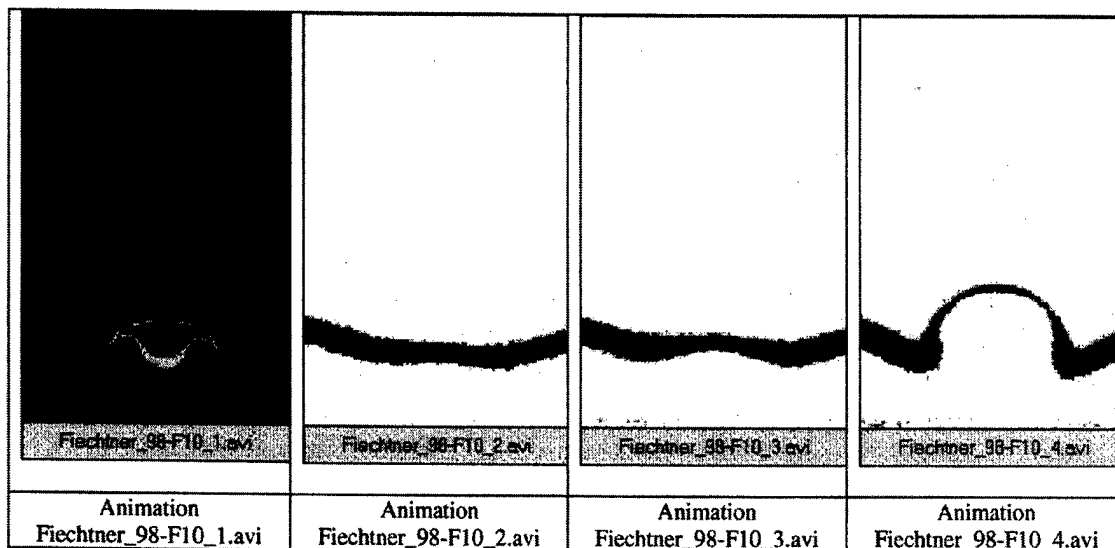 Fiechtner_98-F10_1.avi
Fiechtner_98-F10_2.avi
Fiechtner_98-F10_3.avi
Fiechtner_98-F10_4.avi
Animation
Fiechtner_98-F10_1.avi
Animation
Fiechtner_98-F10_2.avi
Animation
Fiechtner_98-F10_3.avi
Animation
Fiechtner_98-F10_4.avi